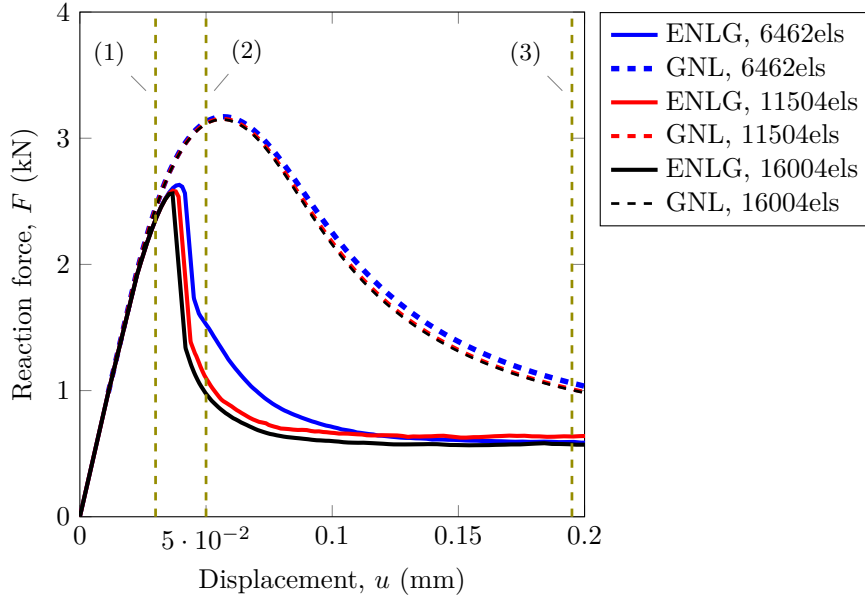 4
3
2
1
0
Reaction force, F (kN)
(1)
(2)
(3)
0
5 · 10⁻²
0.1
0.15
0.2
Displacement, u (mm)
ENLG, 6462els
GNL, 6462els
ENLG, 11504els
GNL, 11504els
ENLG, 16004els
GNL, 16004els